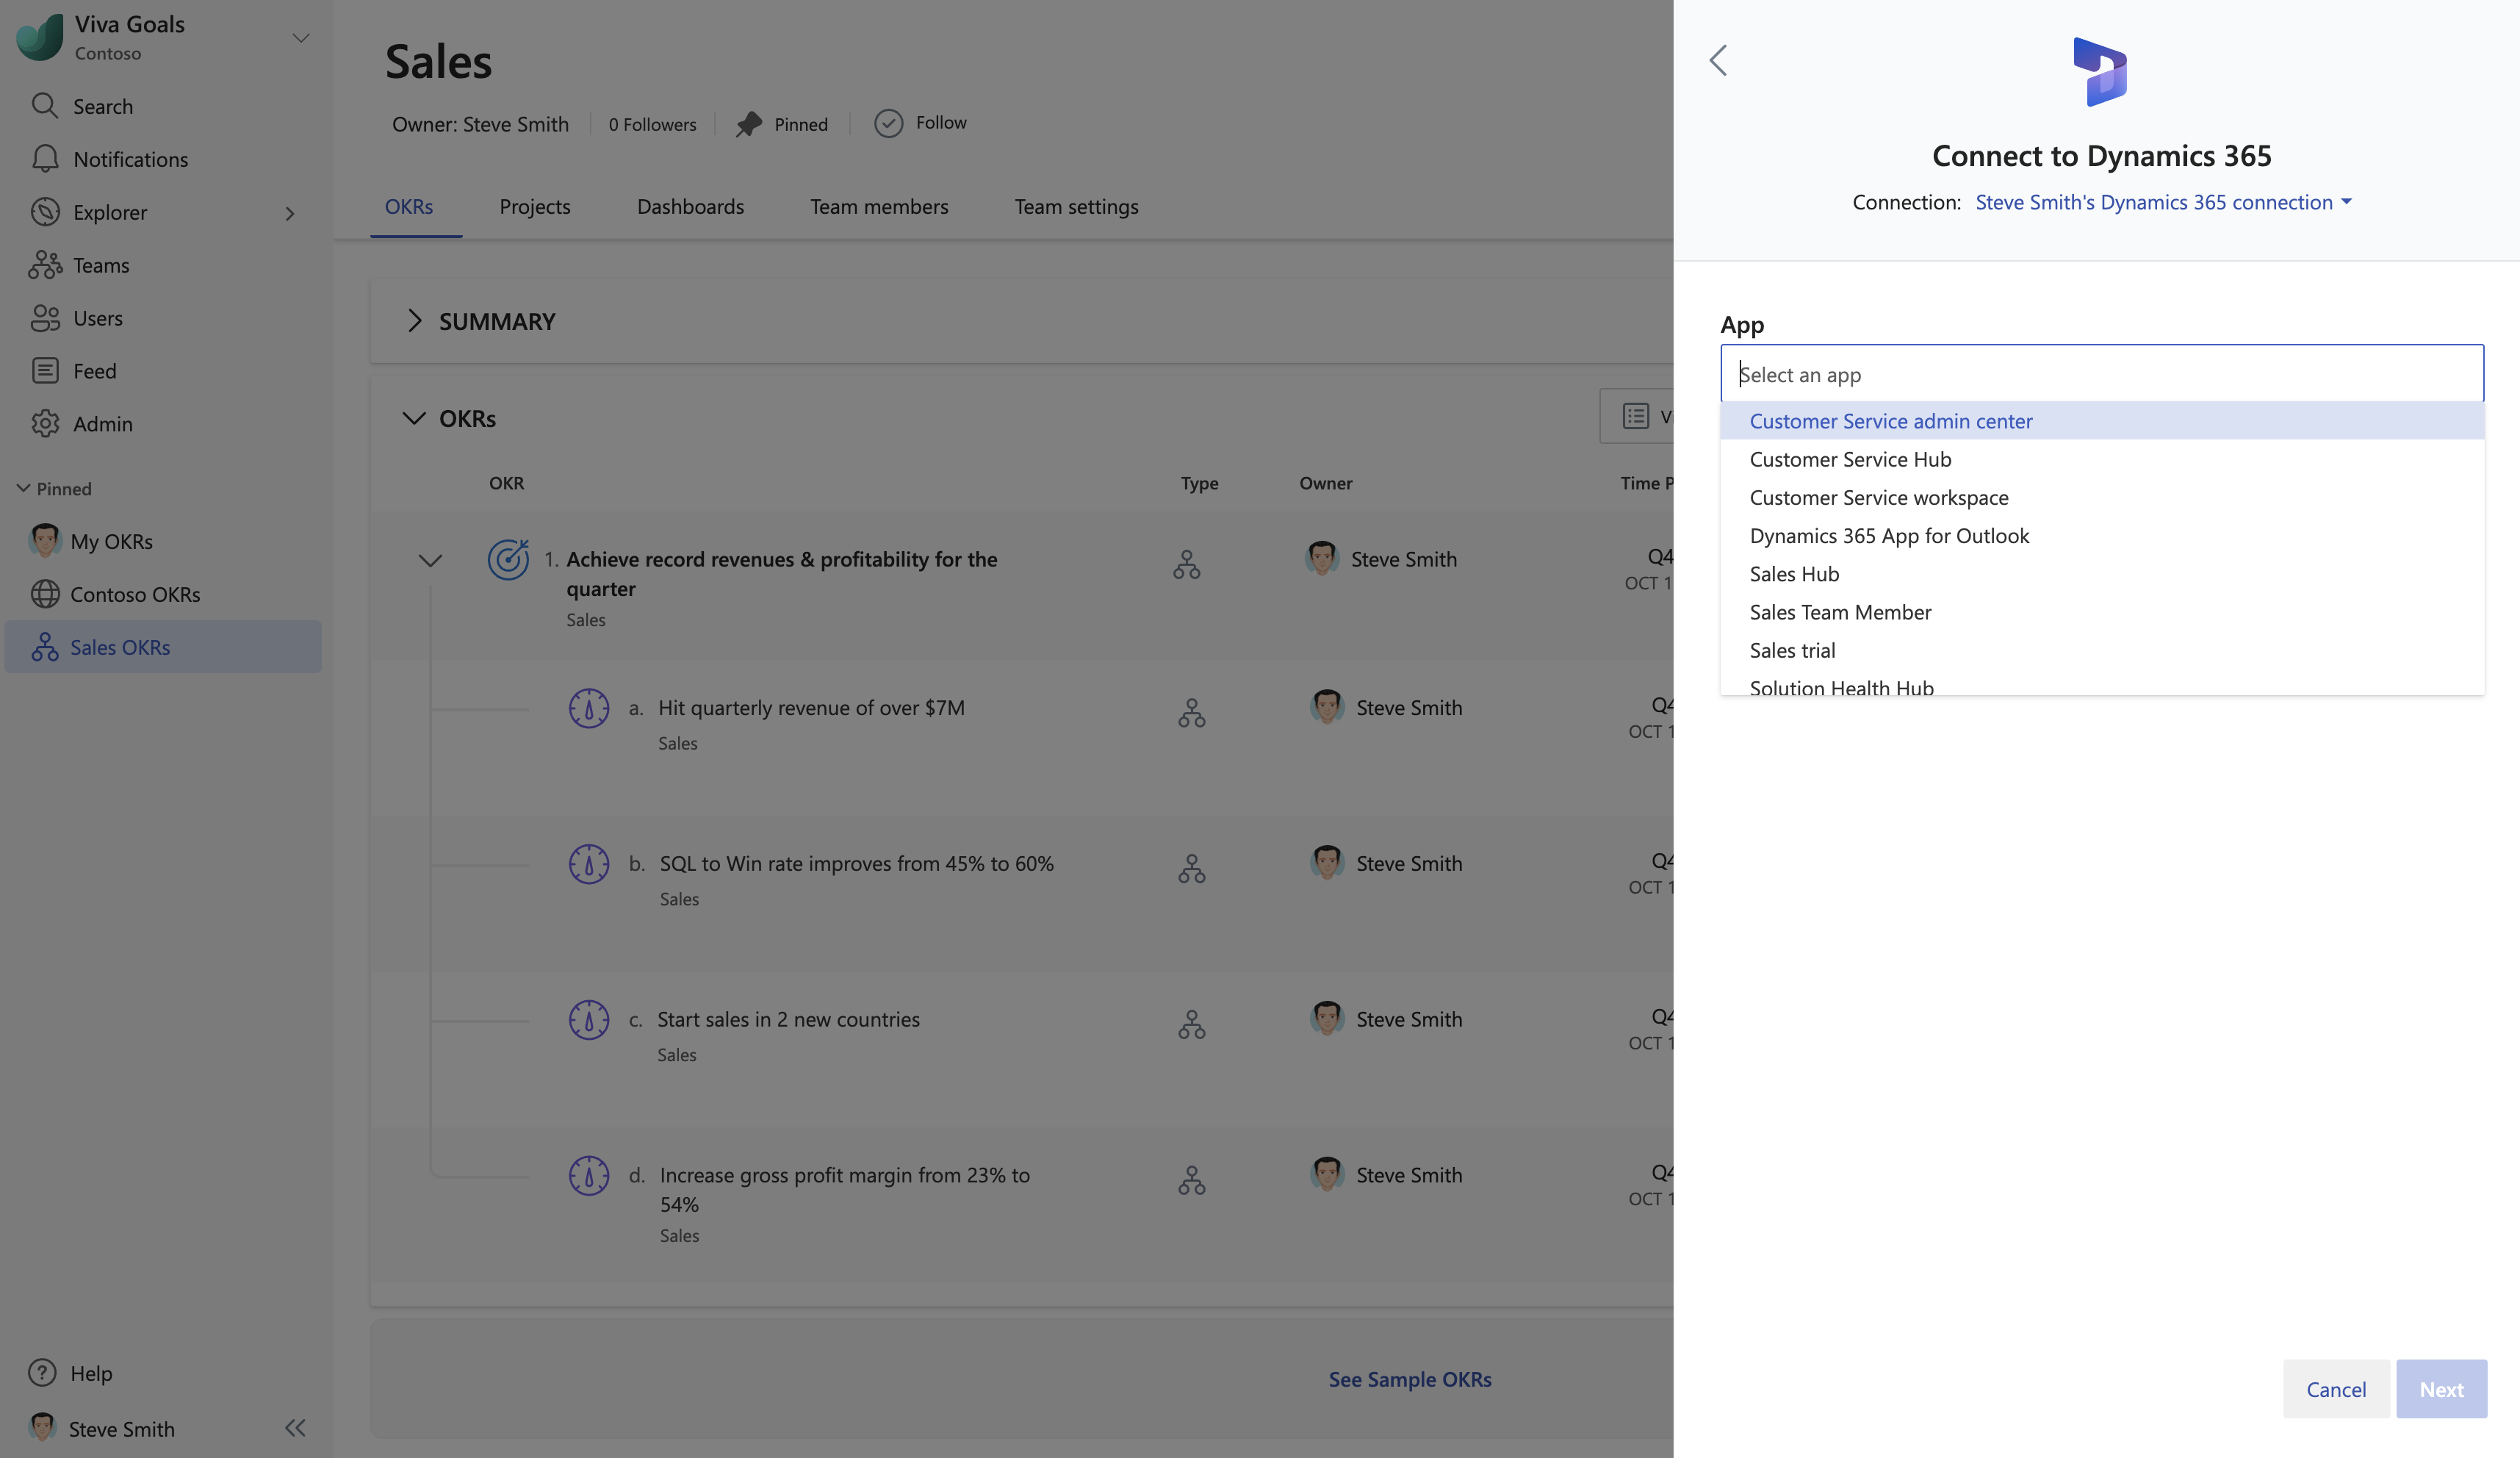 Viva Goals
Contoso
Search
Notifications
Explorer
Teams
Users
Feed
Admin
Pinned
My OKRs
Contoso OKRs
Sales OKRs
Help
Steve Smith
Sales
Owner: Steve Smith
0 Followers
Pinned
Follow
OKRs
Projects
Dashboards
Team members
Team settings
SUMMARY
OKRs
OKR
Type
Owner
Time P
1. Achieve record revenues & profitability for the
quarter
Sales
Steve Smith
Q4
OCT 1
a. Hit quarterly revenue of over $7M
Sales
Steve Smith
Q4
OCT 1
b. SQL to Win rate improves from 45% to 60%
Sales
Steve Smith
Q4
OCT 1
c. Start sales in 2 new countries
Sales
Steve Smith
Q4
OCT 1
d. Increase gross profit margin from 23% to
54%
Sales
Steve Smith
Q4
OCT 1
See Sample OKRs
Connect to Dynamics 365
Connection: Steve Smith's Dynamics 365 connection
App
Select an app
Customer Service admin center
Customer Service Hub
Customer Service workspace
Dynamics 365 App for Outlook
Sales Hub
Sales Team Member
Sales trial
Solution Health Hub
Cancel
Next